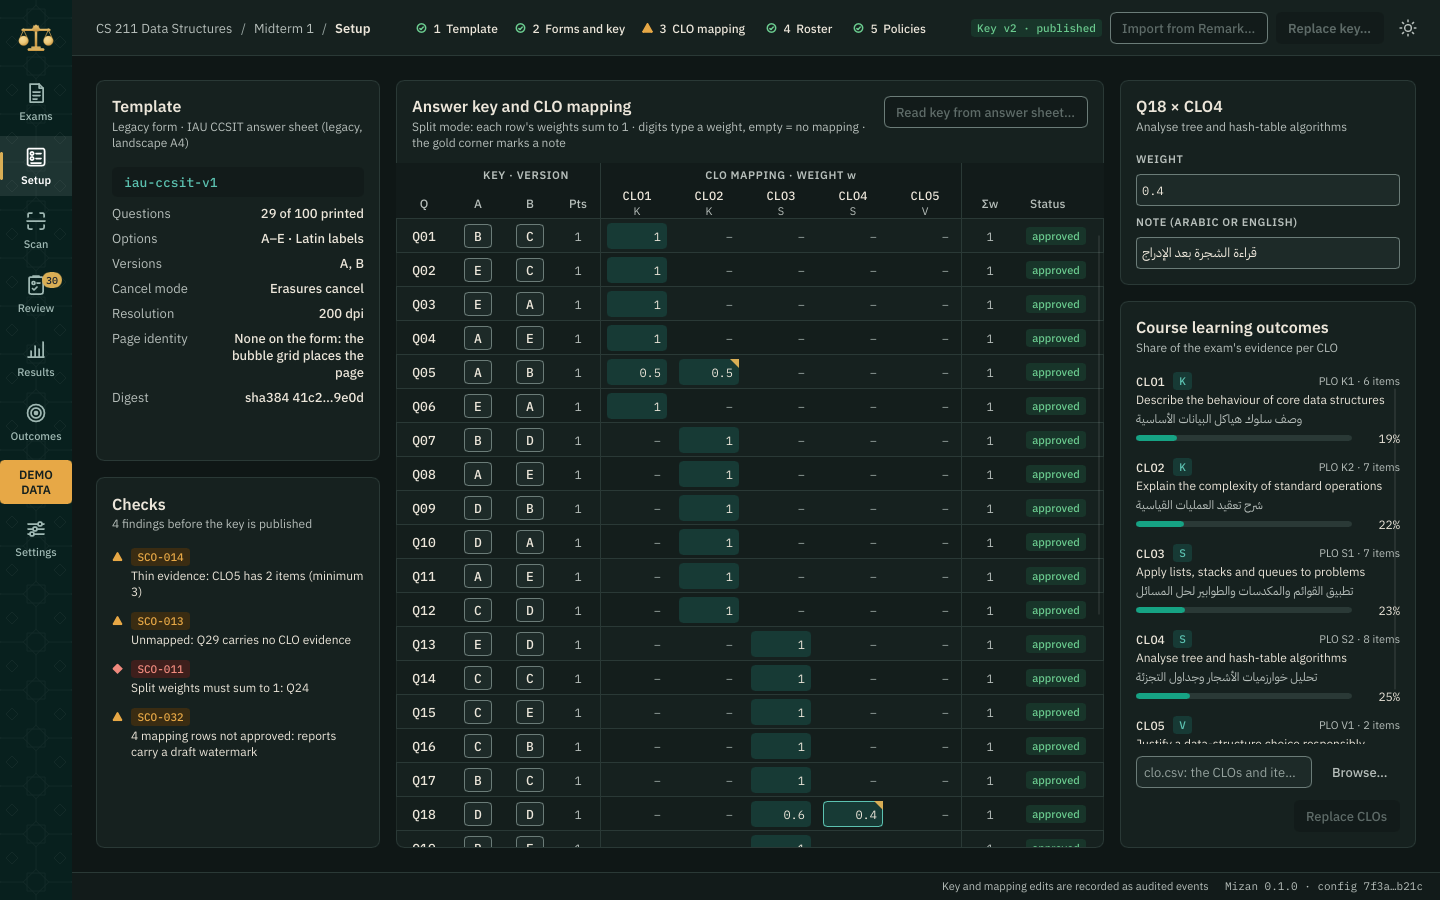 CS 211 Data Structures / Midterm 1 / Setup
1 Template
2 Forms and key
3 CLO mapping
4 Roster
5 Policies
Key v2 · published
Import from Remark...
Replace key...
Exams
Setup
Scan
30
Review
Results
Outcomes
DEMO
DATA
Settings
Template
Legacy form · IAU CCSIT answer sheet (legacy,
landscape A4)
iau-ccsit-v1
Questions 29 of 100 printed
Options A–E · Latin labels
Versions A, B
Cancel mode Erasures cancel
Resolution 200 dpi
Page identity None on the form: the
bubble grid places the
page
Digest sha384 41c2…9e0d
Checks
4 findings before the key is published
SCO-014
Thin evidence: CLO5 has 2 items (minimum
3)
SCO-013
Unmapped: Q29 carries no CLO evidence
SCO-011
Split weights must sum to 1: Q24
SCO-032
4 mapping rows not approved: reports
carry a draft watermark
Answer key and CLO mapping
Split mode: each row's weights sum to 1 · digits type a weight, empty = no mapping ·
the gold corner marks a note
Read key from answer sheet...
KEY · VERSION CLO MAPPING · WEIGHT w
Q A B Pts CLO1 CLO2 CLO3 CLO4 CLO5 Σw Status
K K S S V
Q01 B C 1 1 – – – – 1 approved
Q02 E C 1 1 – – – – 1 approved
Q03 E A 1 1 – – – – 1 approved
Q04 A E 1 1 – – – – 1 approved
Q05 A B 1 0.5 0.5 – – – 1 approved
Q06 E A 1 1 – – – – 1 approved
Q07 B D 1 – 1 – – – 1 approved
Q08 A E 1 – 1 – – – 1 approved
Q09 D B 1 – 1 – – – 1 approved
Q10 D A 1 – 1 – – – 1 approved
Q11 A E 1 – 1 – – – 1 approved
Q12 C D 1 – 1 – – – 1 approved
Q13 E D 1 – – 1 – – 1 approved
Q14 C C 1 – – 1 – – 1 approved
Q15 C E 1 – – 1 – – 1 approved
Q16 C B 1 – – 1 – – 1 approved
Q17 B C 1 – – 1 – – 1 approved
Q18 D D 1 – – 0.6 0.4 – 1 approved
Q18 × CLO4
Analyse tree and hash-table algorithms
WEIGHT
0.4
NOTE (ARABIC OR ENGLISH)
قراءة الشجرة بعد الإدراج
Course learning outcomes
Share of the exam's evidence per CLO
CLO1 K PLO K1 · 6 items
Describe the behaviour of core data structures
وصف سلوك هياكل البيانات الأساسية
19%
CLO2 K PLO K2 · 7 items
Explain the complexity of standard operations
شرح تعقيد العمليات القياسية
22%
CLO3 S PLO S1 · 7 items
Apply lists, stacks and queues to problems
تطبيق القوائم والمكدسات والطوابير لحل المسائل
23%
CLO4 S PLO S2 · 8 items
Analyse tree and hash-table algorithms
تحليل خوارزميات الأشجار وجداول التجزئة
25%
CLO5 V PLO V1 · 2 items
Justify a data-structure choice responsibly
clo.csv: the CLOs and ite...
Browse...
Replace CLOs
Key and mapping edits are recorded as audited events
Mizan 0.1.0 · config 7f3a…b21c